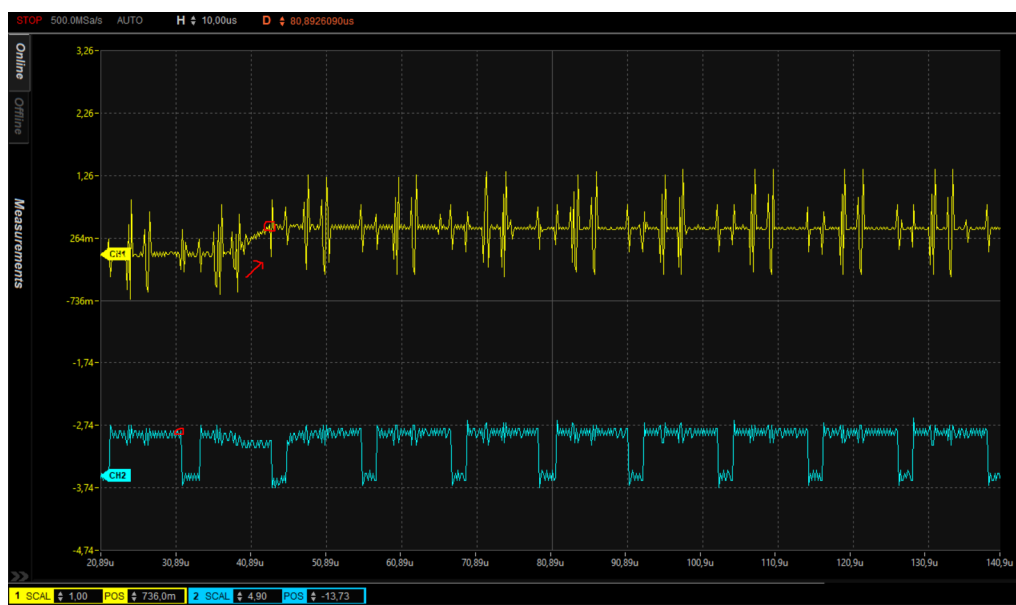 STOP 500.0MSa/s AUTO H 10,00us D 80,8926090us
Online
Offline
Measurements
3,26
2,26
1,26
264m
CH1
-736m
-1,74
-2,74
CH2
-3,74
-4,74
20,89u 30,89u 40,89u 50,89u 60,89u 70,89u 80,89u 90,89u 100,9u 110,9u 120,9u 130,9u 140,9u
1 SCAL 1,00 POS 736,0m 2 SCAL 4,90 POS -13,73